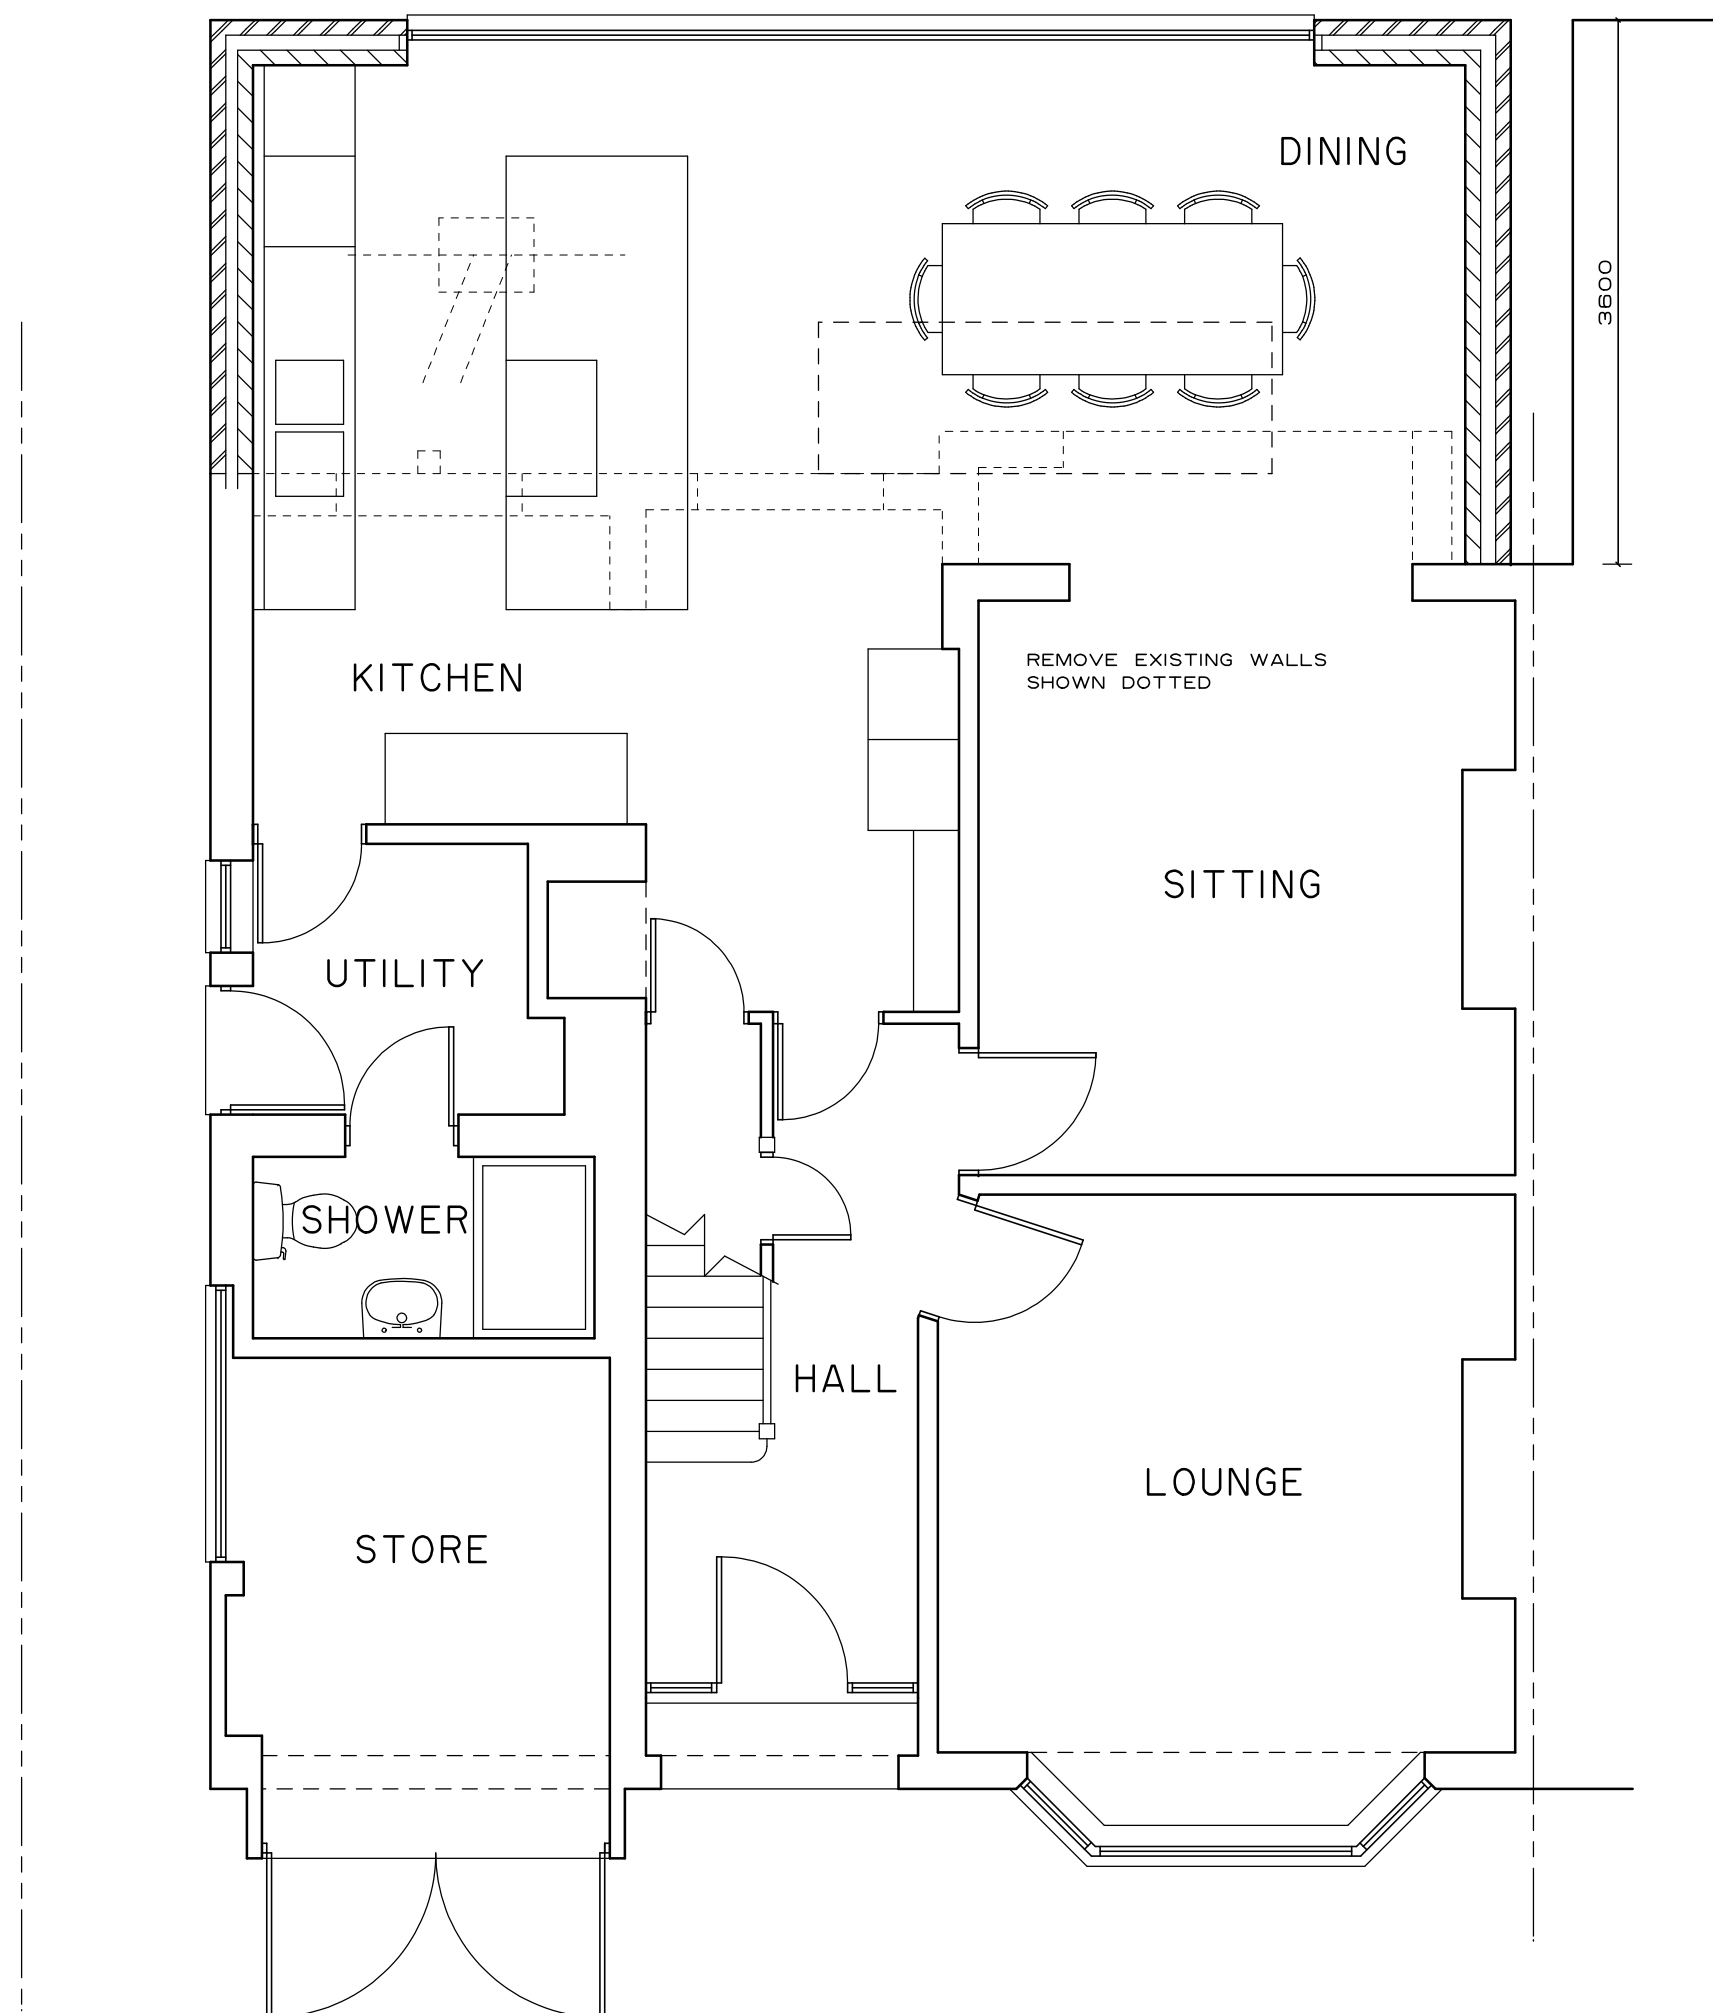 DINING
3600
KITCHEN
REMOVE EXISTING WALLS
SHOWN DOTTED
SITTING
UTILITY
SHOWER
HALL
LOUNGE
STORE